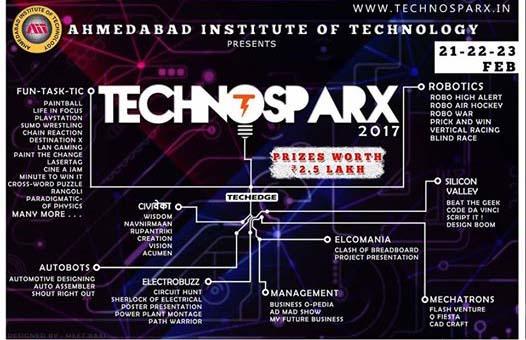 WWW.TECHNOSPARX.IN
AHMEDABAD INSTITUTE OF TECHNOLOGY
PRESENTS
21-22-23
FEB
TECHNOSPARX
2017
PRIZES WORTH
₹2.5 LAKH
TECHEDGE
FUN-TASK-TIC
PAINTBALL
LIFE IN FOCUS
PLAYSTATION
SUMO WRESTLING
CHAIN REACTION
DESTINATION X
LAN GAMING
PAINT THE CHANGE
LASERTAG
CINE A JAM
MINUTE TO WIN IT
CROSS-WORD PUZZLE
RANGOLI
PARADIGMATIC-
OF PHYSICS
MANY MORE . . .
ROBOTICS
ROBO HIGH ALERT
ROBO AIR HOCKEY
ROBO WAR
PRICK AND WIN
VERTICAL RACING
BLIND RACE
SILICON
VALLEY
BEAT THE GEEK
CODE DA VINCI
SCRIPT IT !
DESIGN BOOM
CIVIवेका
WISDOM
NAVNIRMAAN
RUPANTRIKI
CREATION
VISION
ACUMEN
ELCOMANIA
CLASH OF BREADBOARD
PROJECT PRESENTATION
AUTOBOTS
AUTOMOTIVE DESIGNING
AUTO ASSEMBLER
SHOUT RIGHT OUT
ELECTROBUZZ
CIRCUIT HUNT
SHERLOCK OF ELECTRICAL
POSTER PRESENTATION
POWER PLANT MONTAGE
PATH WARRIOR
MANAGEMENT
BUSINESS O-PEDIA
AD MAD SHOW
MY FUTURE BUSINESS
MECHATRONS
FLASH VENTURE
O FIESTA
CAD CRAFT
DESIGNED BY :